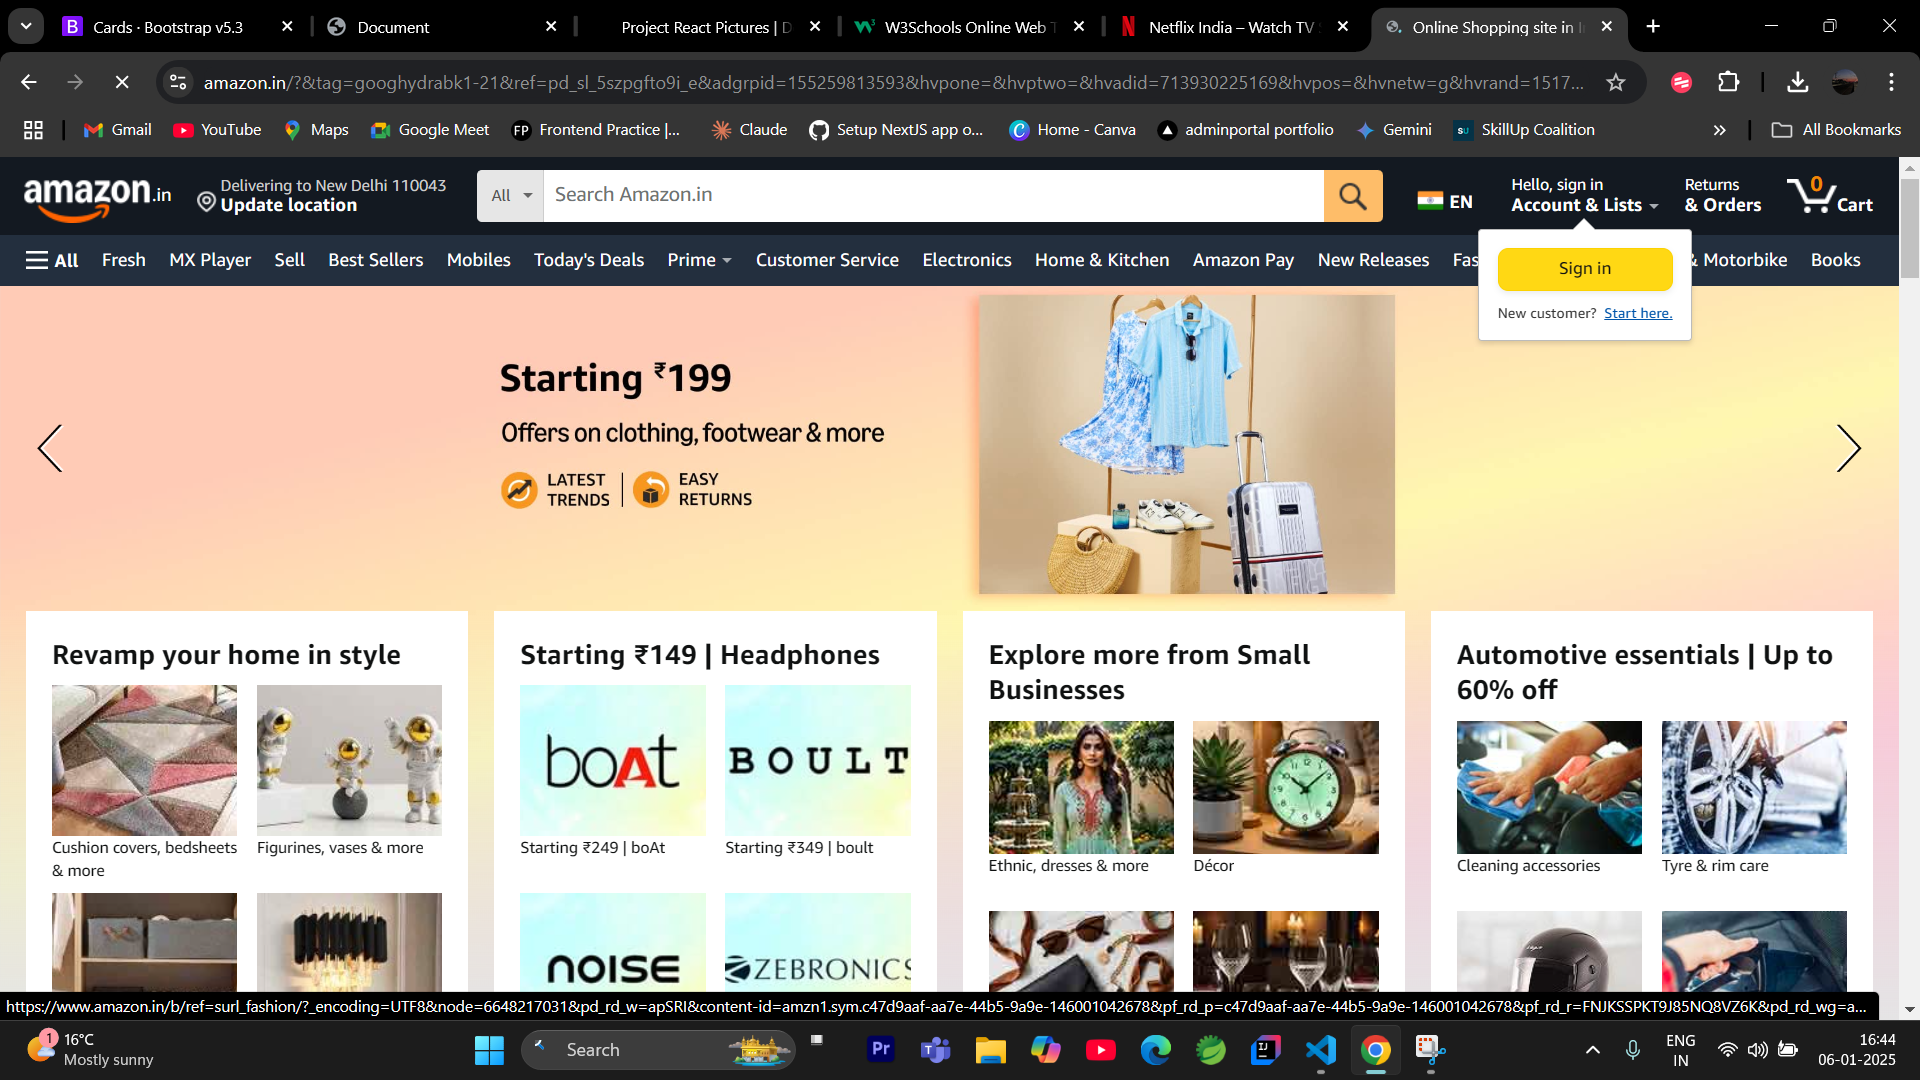 Cards · Bootstrap v5.3
Document
Project React Pictures | D
W3Schools Online Web T
Netflix India – Watch TV S
Online Shopping site in I
amazon.in/?&tag=googhydrabk1-21&ref=pd_sl_5szpgfto9i_e&adgrpid=155259813593&hvpone=&hvptwo=&hvadid=713930225169&hvpos=&hvnetw=g&hvrand=1517...
Gmail
YouTube
Maps
Google Meet
FP
Frontend Practice |...
Claude
Setup NextJS app o...
Home - Canva
adminportal portfolio
Gemini
SU
SkillUp Coalition
All Bookmarks
amazon.in
Delivering to New Delhi 110043
Update location
All
Search Amazon.in
EN
Hello, sign in
Account & Lists
Returns
& Orders
0
Cart
All
Fresh
MX Player
Sell
Best Sellers
Mobiles
Today's Deals
Prime
Customer Service
Electronics
Home & Kitchen
Amazon Pay
New Releases
Fas
& Motorbike
Books
Sign in
New customer? Start here.
Starting ₹199
Offers on clothing, footwear & more
LATEST
TRENDS
EASY
RETURNS
Revamp your home in style
Starting ₹149 | Headphones
Explore more from Small
Businesses
Automotive essentials | Up to
60% off
boAt
BOULT
Cushion covers, bedsheets
& more
Figurines, vases & more
Starting ₹249 | boAt
Starting ₹349 | boult
Ethnic, dresses & more
Décor
Cleaning accessories
Tyre & rim care
noise
ZEBRONICS
https://www.amazon.in/b/ref=surl_fashion/?_encoding=UTF8&node=6648217031&pd_rd_w=apSRI&content-id=amzn1.sym.c47d9aaf-aa7e-44b5-9a9e-146001042678&pf_rd_p=c47d9aaf-aa7e-44b5-9a9e-146001042678&pf_rd_r=FNJKSSPKT9J85NQ8VZ6K&pd_rd_wg=a...
1
16°C
Mostly sunny
Search
Pr
ENG
IN
16:44
06-01-2025